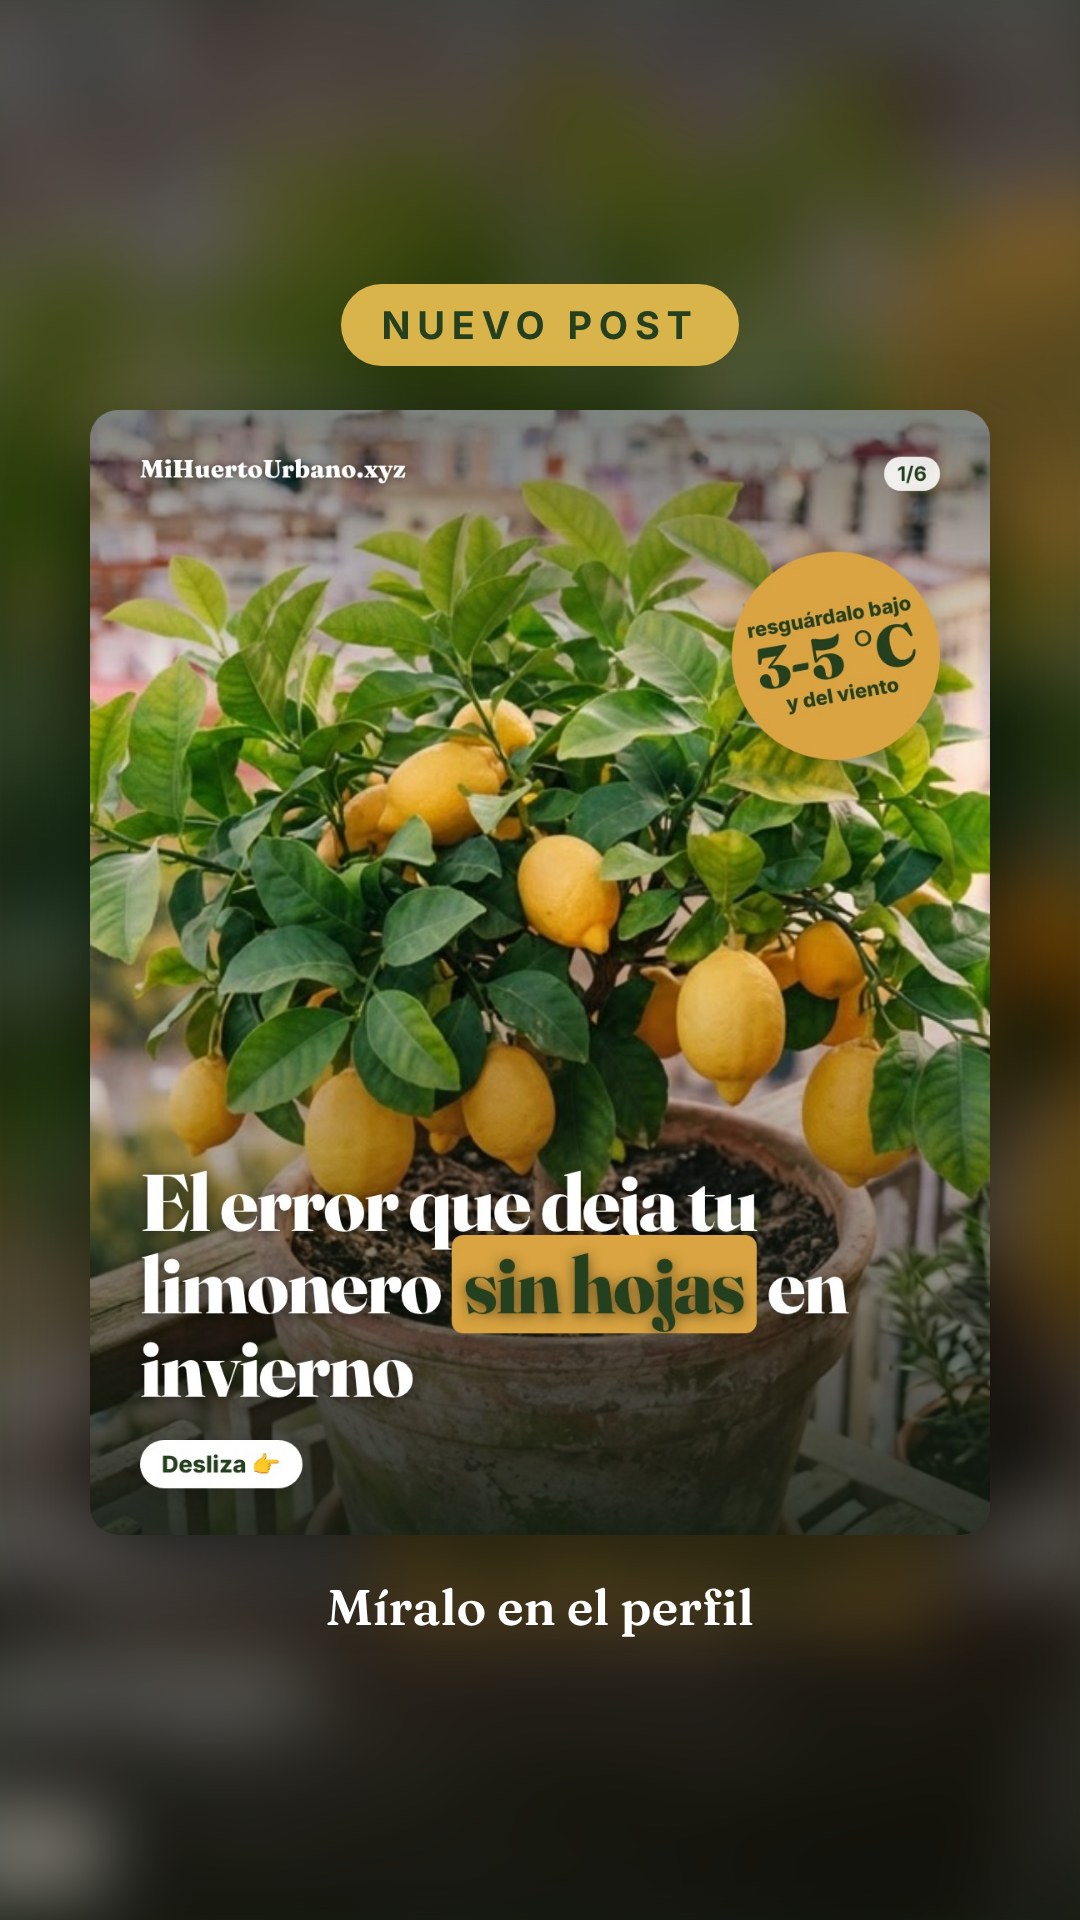 NUEVO POST
MiHuertoUrbano.xyz
1/6
resguárdalo bajo
3-5 °C
y del viento
El error que deja tu
limonero sin hojas en
invierno
Desliza 👉
Míralo en el perfil